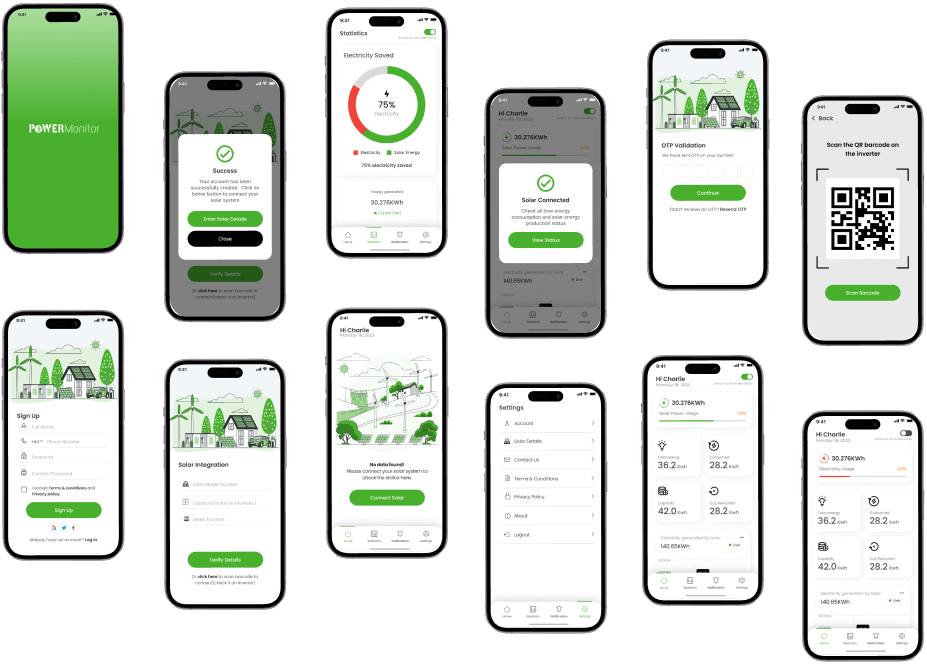 9:41
POWERMonitor
9:41
Success
Your account has been
successfully created. Click on
below button to connect your
solar system
Enter Solar Details
Close
Verify Details
Or click here to scan barcode to
connect(check it on inverter)
9:41
Statistics
Electricity Saved
75%
Electricity
Electricity
Solar Energy
75% electricity saved
Energy generated
30.276KWh
Home
Statistics
Notification
Settings
9:41
Hi Charlie
Monday 18, 2023
30.276KWh
Solar Power Usage
Solar Connected
Check all time energy
consumption and solar energy
production status
View Status
Electricity generated by solar
140.65KWh
Live
Home
Statistics
Notification
Settings
9:41
OTP Validation
We have sent OTP on your number
Continue
Didn't receive an OTP? Resend OTP
9:41
Back
Scan the QR barcode on
the inverter
Scan Barcode
9:41
Sign Up
Full Name
+44
Phone Number
Password
Confirm Password
I accept Terms & conditions and
Privacy policy.
Sign Up
Already have an account? Log in
9:41
Solar Integration
Solar Model Number
Capacity(watts or Kilowatts)
Meter Number
Verify Details
Or click here to scan barcode to
connect(check it on inverter)
9:41
Hi Charlie
Monday 18, 2023
No data found!
Please connect your solar system to
check the status here.
Connect Solar
Home
Statistics
Notification
Settings
9:41
Settings
Account
Solar Details
Contact Us
Terms & Conditions
Privacy Policy
About
Logout
Home
Statistics
Notification
Settings
9:41
Hi Charlie
Monday 18, 2023
30.276KWh
Solar Power Usage
Total energy
36.2 Kwh
Consumed
28.2 Kwh
Capacity
42.0 Kwh
Co2 Reduction
28.2 Kwh
Electricity generated by solar
140.65KWh
Live
Home
Statistics
Notification
Settings
9:41
Hi Charlie
Monday 18, 2023
30.276KWh
Electricity Usage
Total energy
36.2 Kwh
Consumed
28.2 Kwh
Capacity
42.0 Kwh
Co2 Reduction
28.2 Kwh
Electricity generated by solar
140.65KWh
Live
Home
Statistics
Notification
Settings